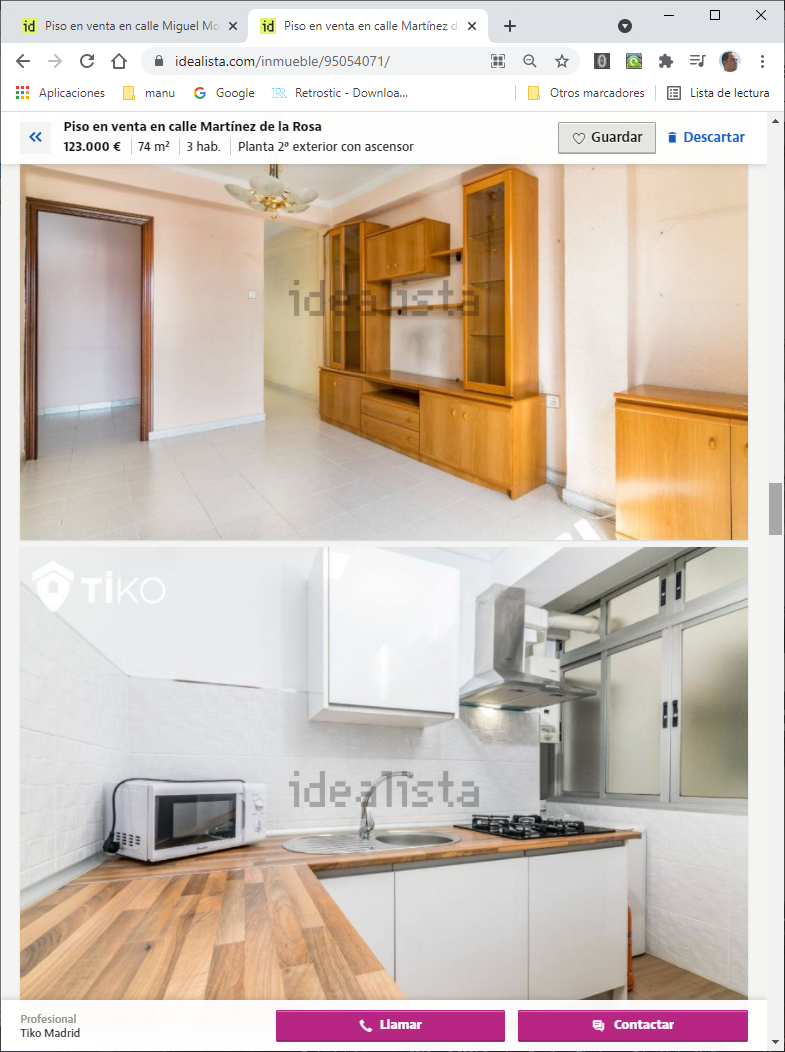 Piso en venta en calle Miguel Mo
Piso en venta en calle Martínez d
idealista.com/inmueble/95054071/
Aplicaciones
manu
Google
Retrostic - Downloa...
Otros marcadores
Lista de lectura
Piso en venta en calle Martínez de la Rosa
123.000 € 74 m² 3 hab. Planta 2ª exterior con ascensor
Guardar
Descartar
idealista
TiKO
idealista
Profesional
Tiko Madrid
Llamar
Contactar